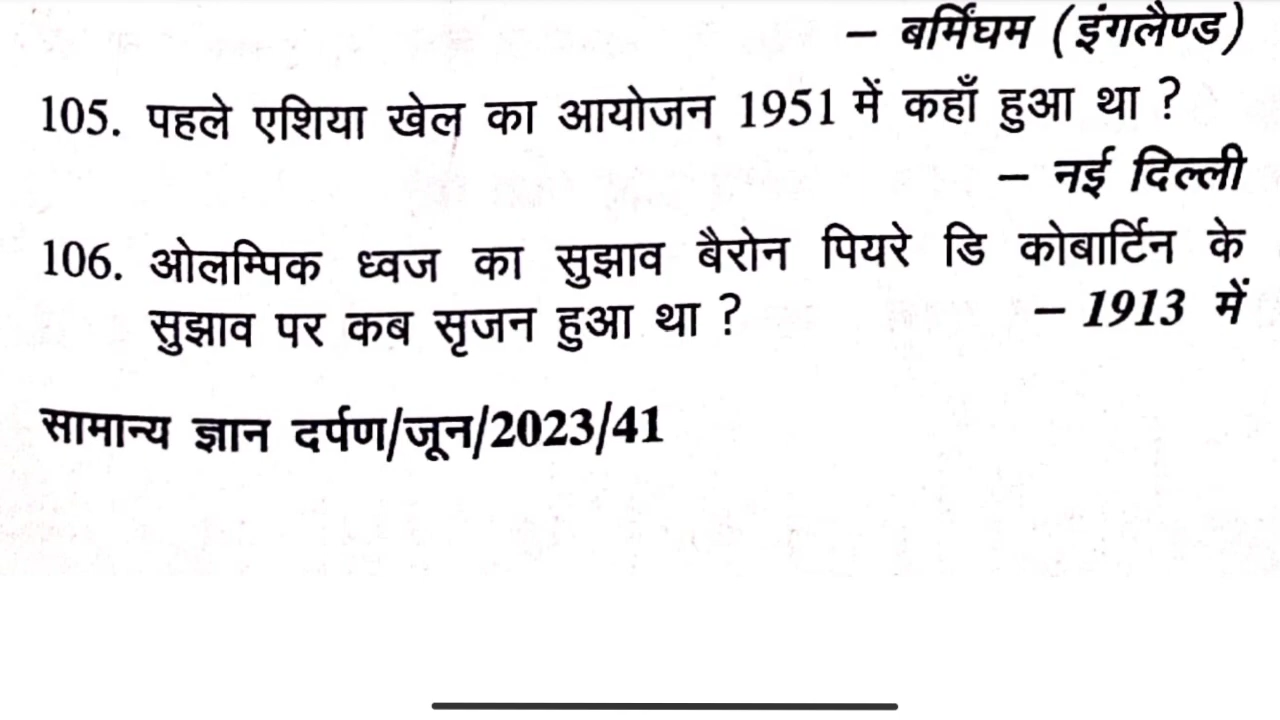 – बर्मिंघम (इंगलैण्ड)
105. पहले एशिया खेल का आयोजन 1951 में कहाँ हुआ था ?
– नई दिल्ली
106. ओलम्पिक ध्वज का सुझाव बैरोन पियरे डि कोबार्टिन के
सुझाव पर कब सृजन हुआ था ? – 1913 में
सामान्य ज्ञान दर्पण/जून/2023/41